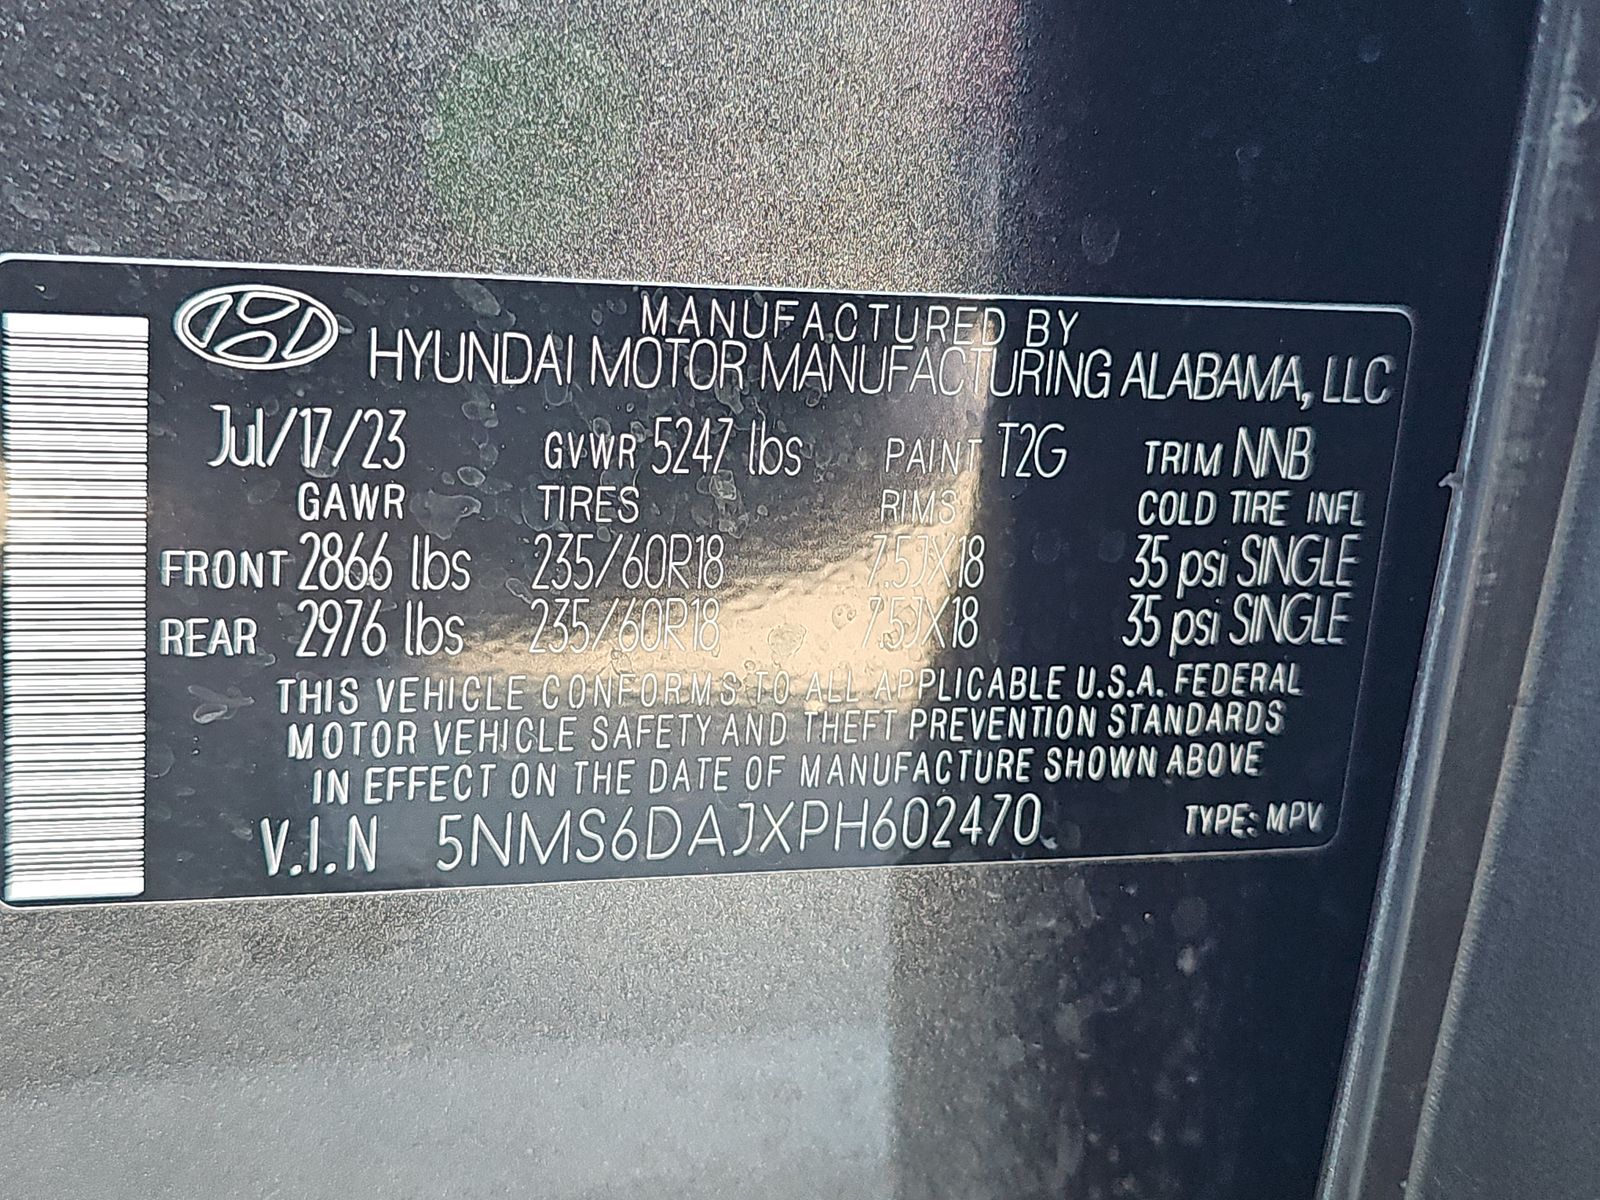 MANUFACTURED BY
HYUNDAI MOTOR MANUFACTURING ALABAMA, LLC
Jul/17/23 GVWR 5247 lbs PAINT T2G TRIM NNB
GAWR TIRES RIMS COLD TIRE INFL
FRONT 2866 lbs 235/60R18 7.5JX18 35 psi SINGLE
REAR 2976 lbs 235/60R18 7.5JX18 35 psi SINGLE
THIS VEHICLE CONFORMS TO ALL APPLICABLE U.S.A. FEDERAL
MOTOR VEHICLE SAFETY AND THEFT PREVENTION STANDARDS
IN EFFECT ON THE DATE OF MANUFACTURE SHOWN ABOVE
V.I.N 5NMS6DAJXPH602470 TYPE: MPV